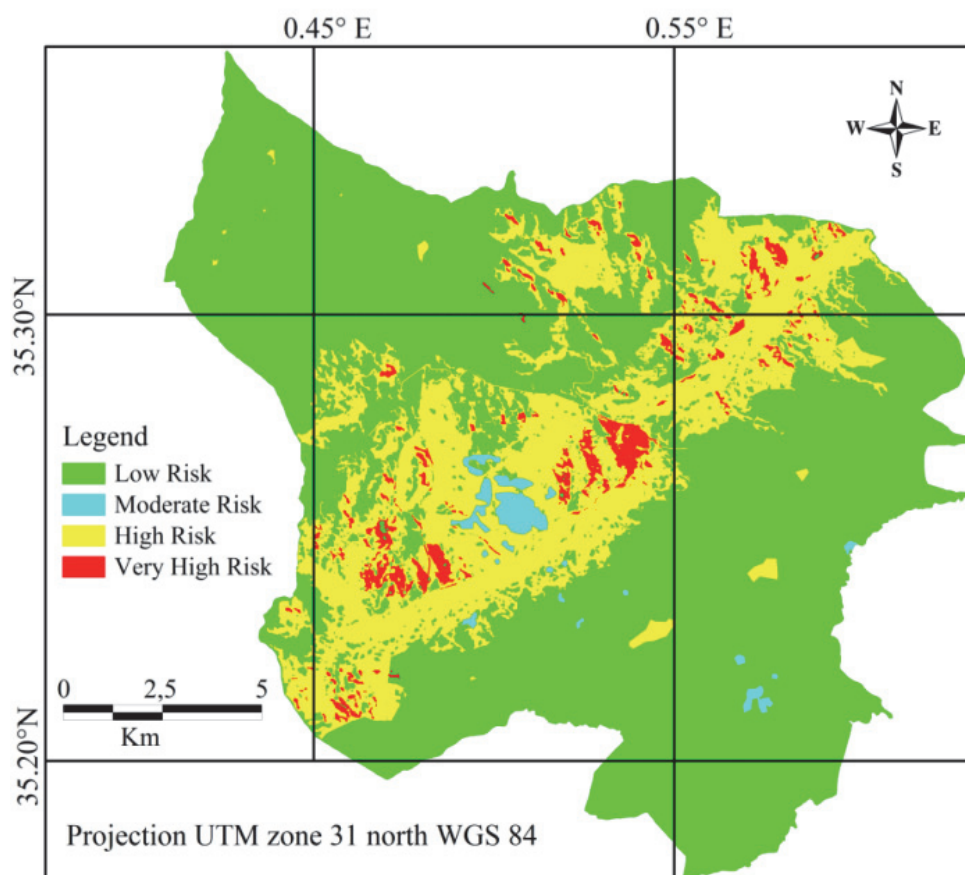 0.45° E
0.55° E
N
W
E
S
35.30°N
Legend
Low Risk
Moderate Risk
High Risk
Very High Risk
0
2,5
5
Km
35.20°N
Projection UTM zone 31 north WGS 84